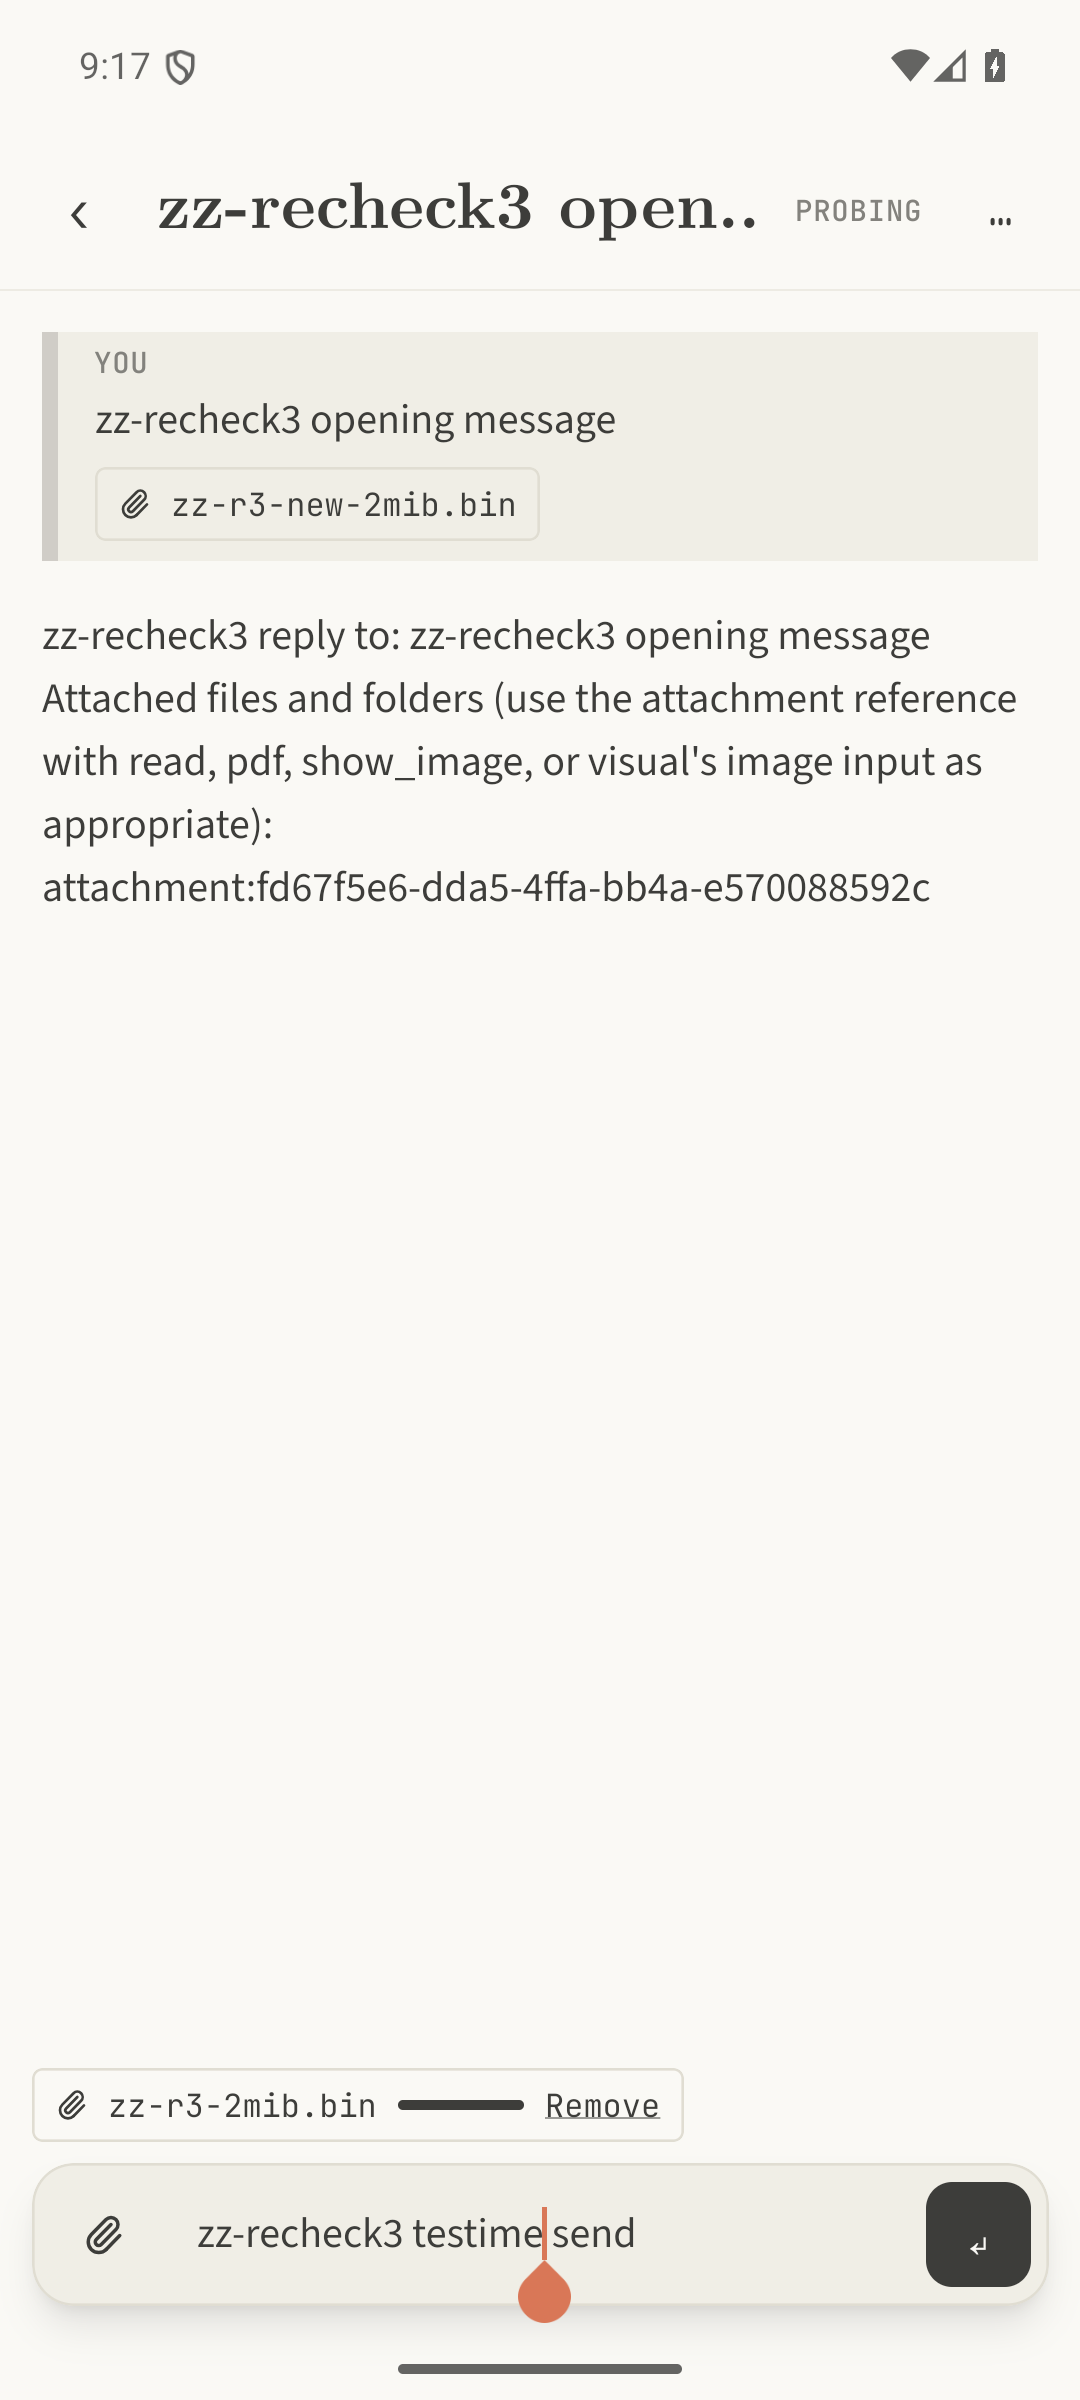 9:17
zz-recheck3 open..
PROBING
…
YOU
zz-recheck3 opening message
zz-r3-new-2mib.bin
zz-recheck3 reply to: zz-recheck3 opening message
Attached files and folders (use the attachment reference
with read, pdf, show_image, or visual's image input as
appropriate):
attachment:fd67f5e6-dda5-4ffa-bb4a-e570088592c
zz-r3-2mib.bin
Remove
zz-recheck3 testime send